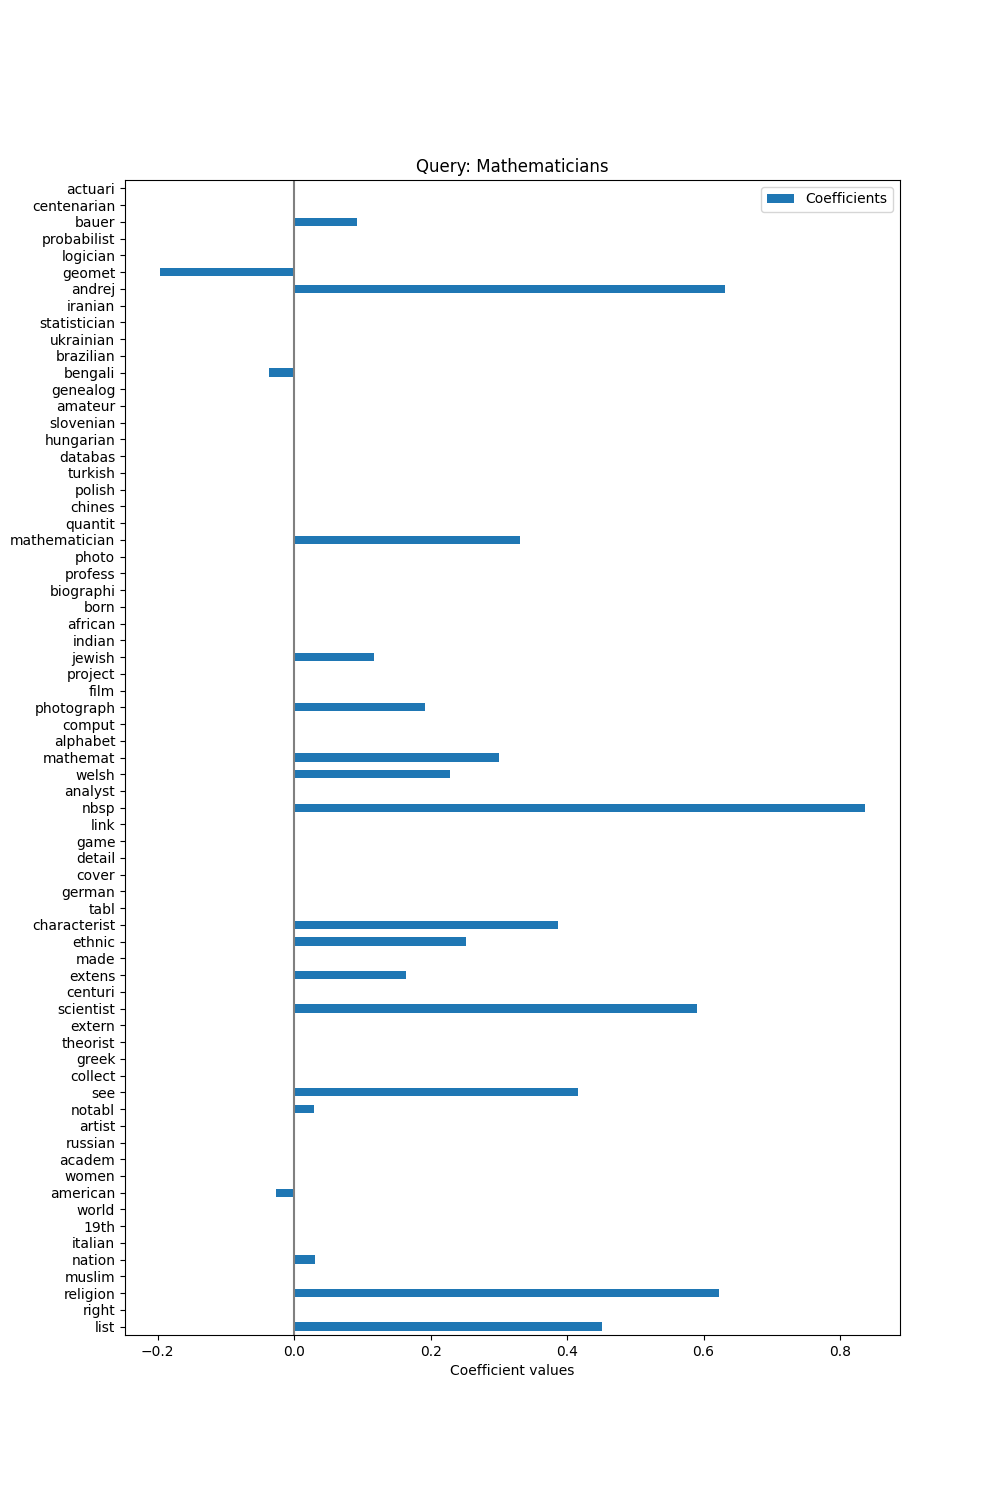 Query: Mathematicians
Coefficients
actuari
centenarian
bauer
probabilist
logician
geomet
andrej
iranian
statistician
ukrainian
brazilian
bengali
genealog
amateur
slovenian
hungarian
databas
turkish
polish
chines
quantit
mathematician
photo
profess
biographi
born
african
indian
jewish
project
film
photograph
comput
alphabet
mathemat
welsh
analyst
nbsp
link
game
detail
cover
german
tabl
characterist
ethnic
made
extens
centuri
scientist
extern
theorist
greek
collect
see
notabl
artist
russian
academ
women
american
world
19th
italian
nation
muslim
religion
right
list
−0.2 0.0 0.2 0.4 0.6 0.8
Coefficient values